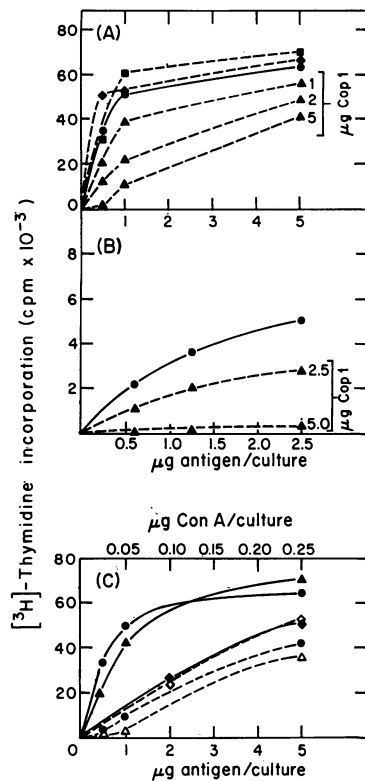 (A)
80
60
40
20
0
0 1 2 3 4 5
1
2
5
μg Cop 1
[³H]-Thymidine incorporation (cpm x 10⁻³)
(B)
8
6
4
2
0.5 1.0 1.5 2.0 2.5
2.5
5.0
μg Cop 1
μg antigen/culture
μg Con A/culture
0.05 0.10 0.15 0.20 0.25
(C)
80
60
40
20
0 1 2 3 4 5
μg antigen/culture